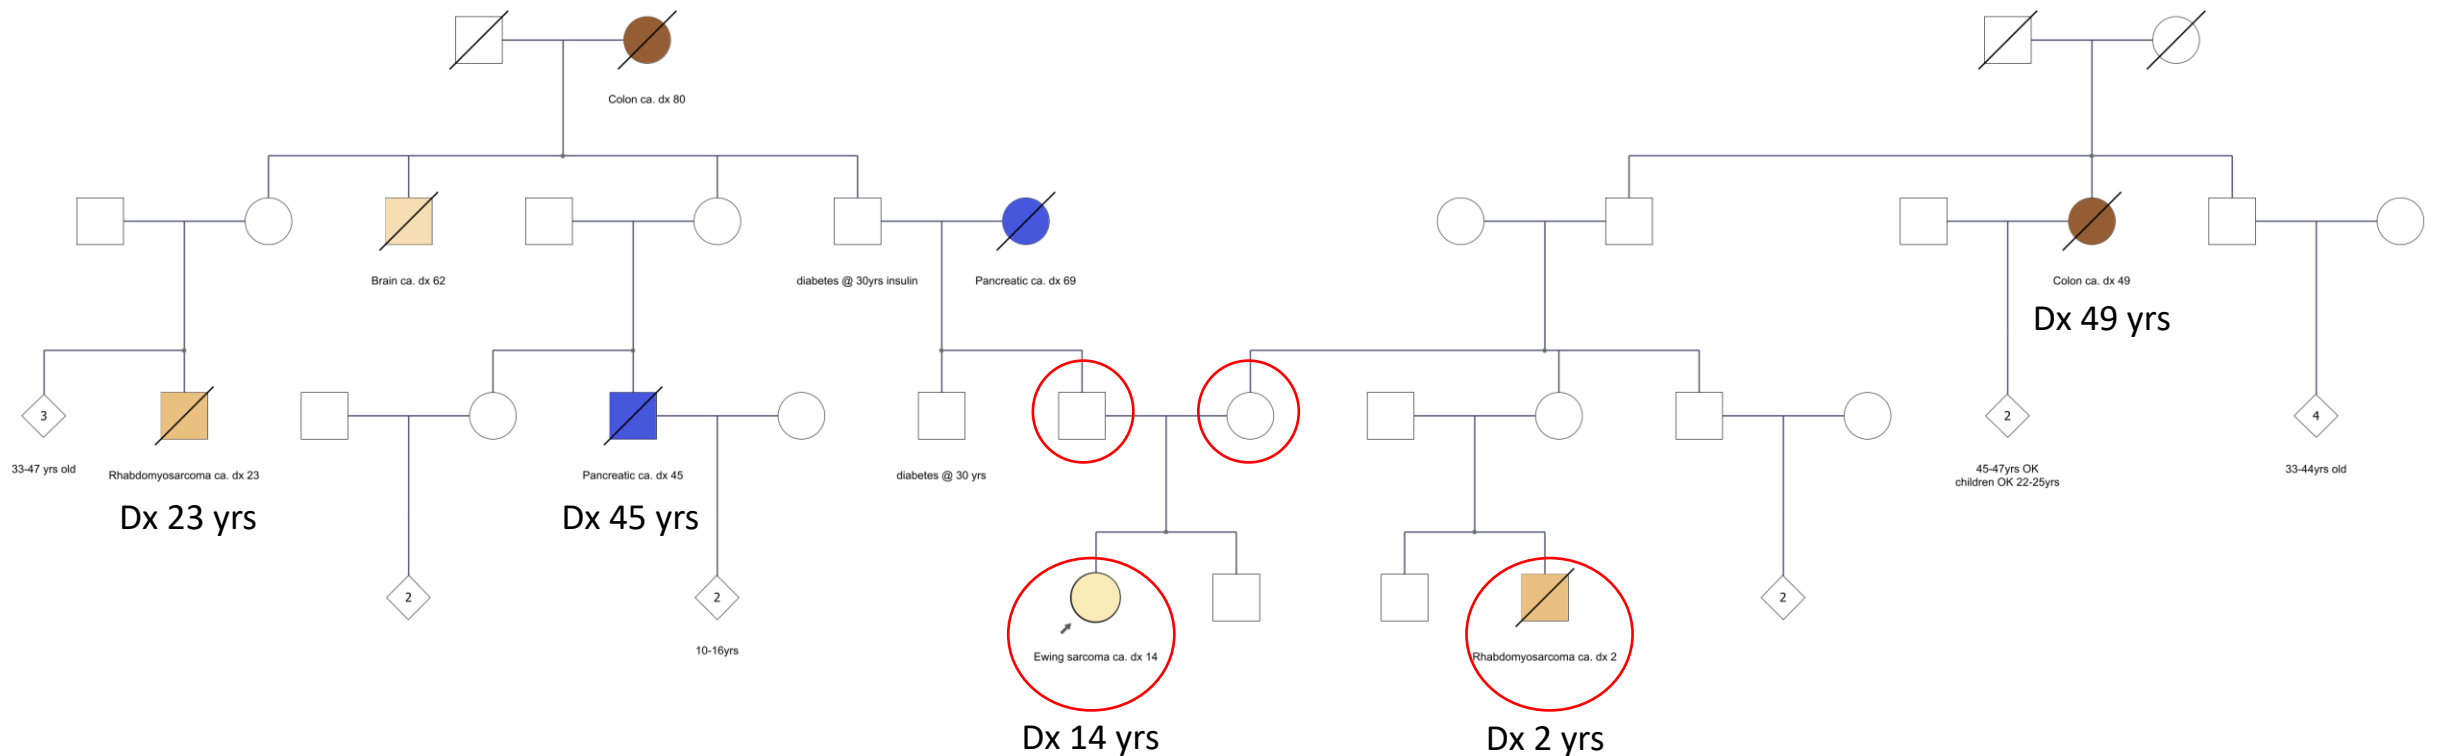 Colon ca. dx 80
Brain ca. dx 62
diabetes @ 30yrs insulin
Pancreatic ca. dx 69
Colon ca. dx 49
Dx 49 yrs
3
2
4
33-47 yrs old
Rhabdomyosarcoma ca. dx 23
Pancreatic ca. dx 45
diabetes @ 30 yrs
45-47yrs OK
children OK 22-25yrs
33-44yrs old
Dx 23 yrs
Dx 45 yrs
2
2
2
10-16yrs
Ewing sarcoma ca. dx 14
Rhabdomyosarcoma ca. dx 2
Dx 14 yrs
Dx 2 yrs